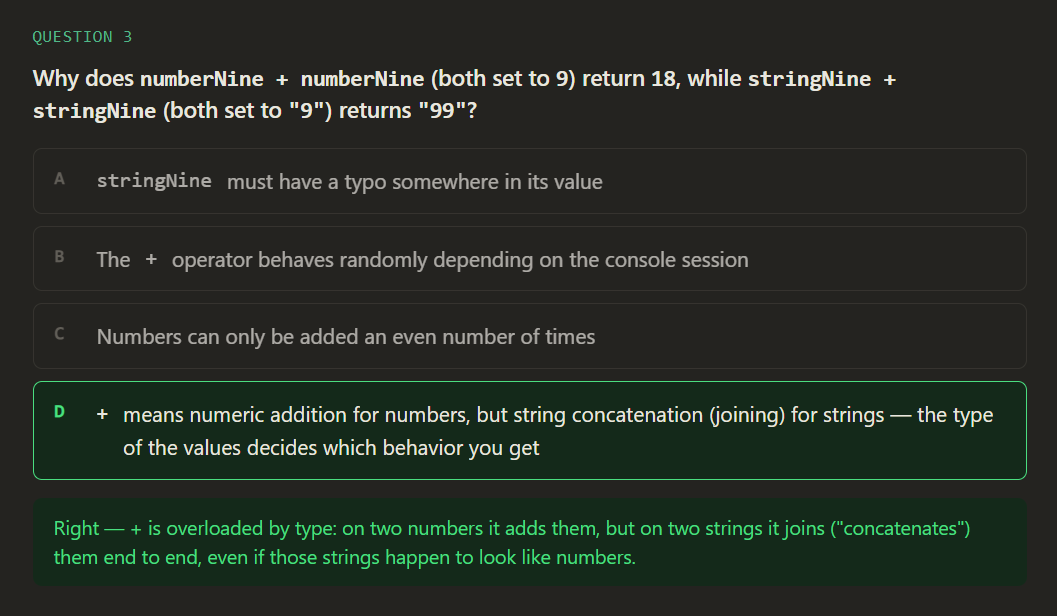 QUESTION 3
Why does numberNine + numberNine (both set to 9) return 18, while stringNine +
stringNine (both set to "9") returns "99"?
A stringNine must have a typo somewhere in its value
B The + operator behaves randomly depending on the console session
C Numbers can only be added an even number of times
D + means numeric addition for numbers, but string concatenation (joining) for strings — the type
of the values decides which behavior you get
Right — + is overloaded by type: on two numbers it adds them, but on two strings it joins ("concatenates")
them end to end, even if those strings happen to look like numbers.